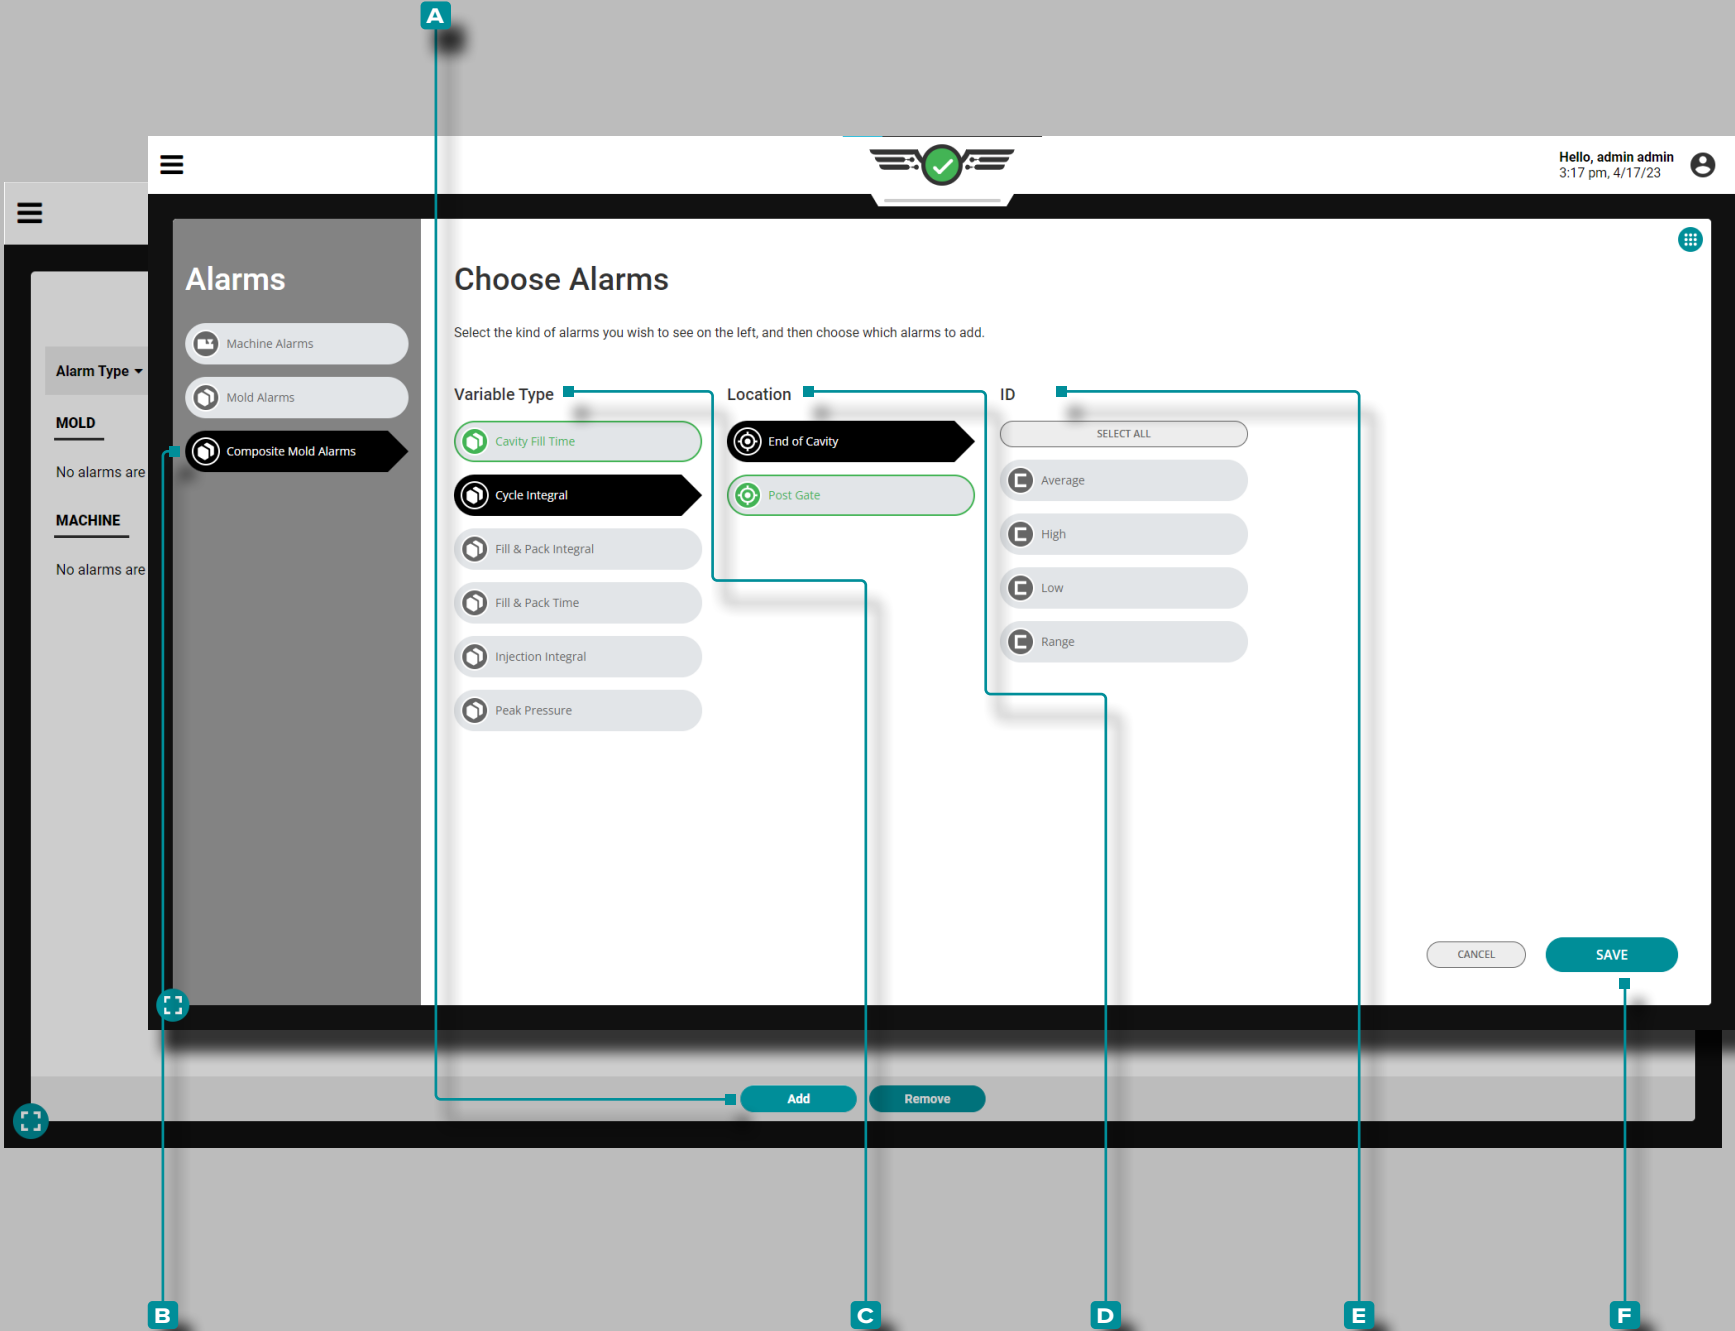 A
Hello, admin admin
3:17 pm, 4/17/23
Alarms
Machine Alarms
Mold Alarms
Composite Mold Alarms
Choose Alarms
Select the kind of alarms you wish to see on the left, and then choose which alarms to add.
Variable Type
Cavity Fill Time
Cycle Integral
Fill & Pack Integral
Fill & Pack Time
Injection Integral
Peak Pressure
Location
End of Cavity
Post Gate
ID
SELECT ALL
Average
High
Low
Range
CANCEL
SAVE
Alarm Type
MOLD
No alarms are
MACHINE
No alarms are
Add
Remove
B
C
D
E
F